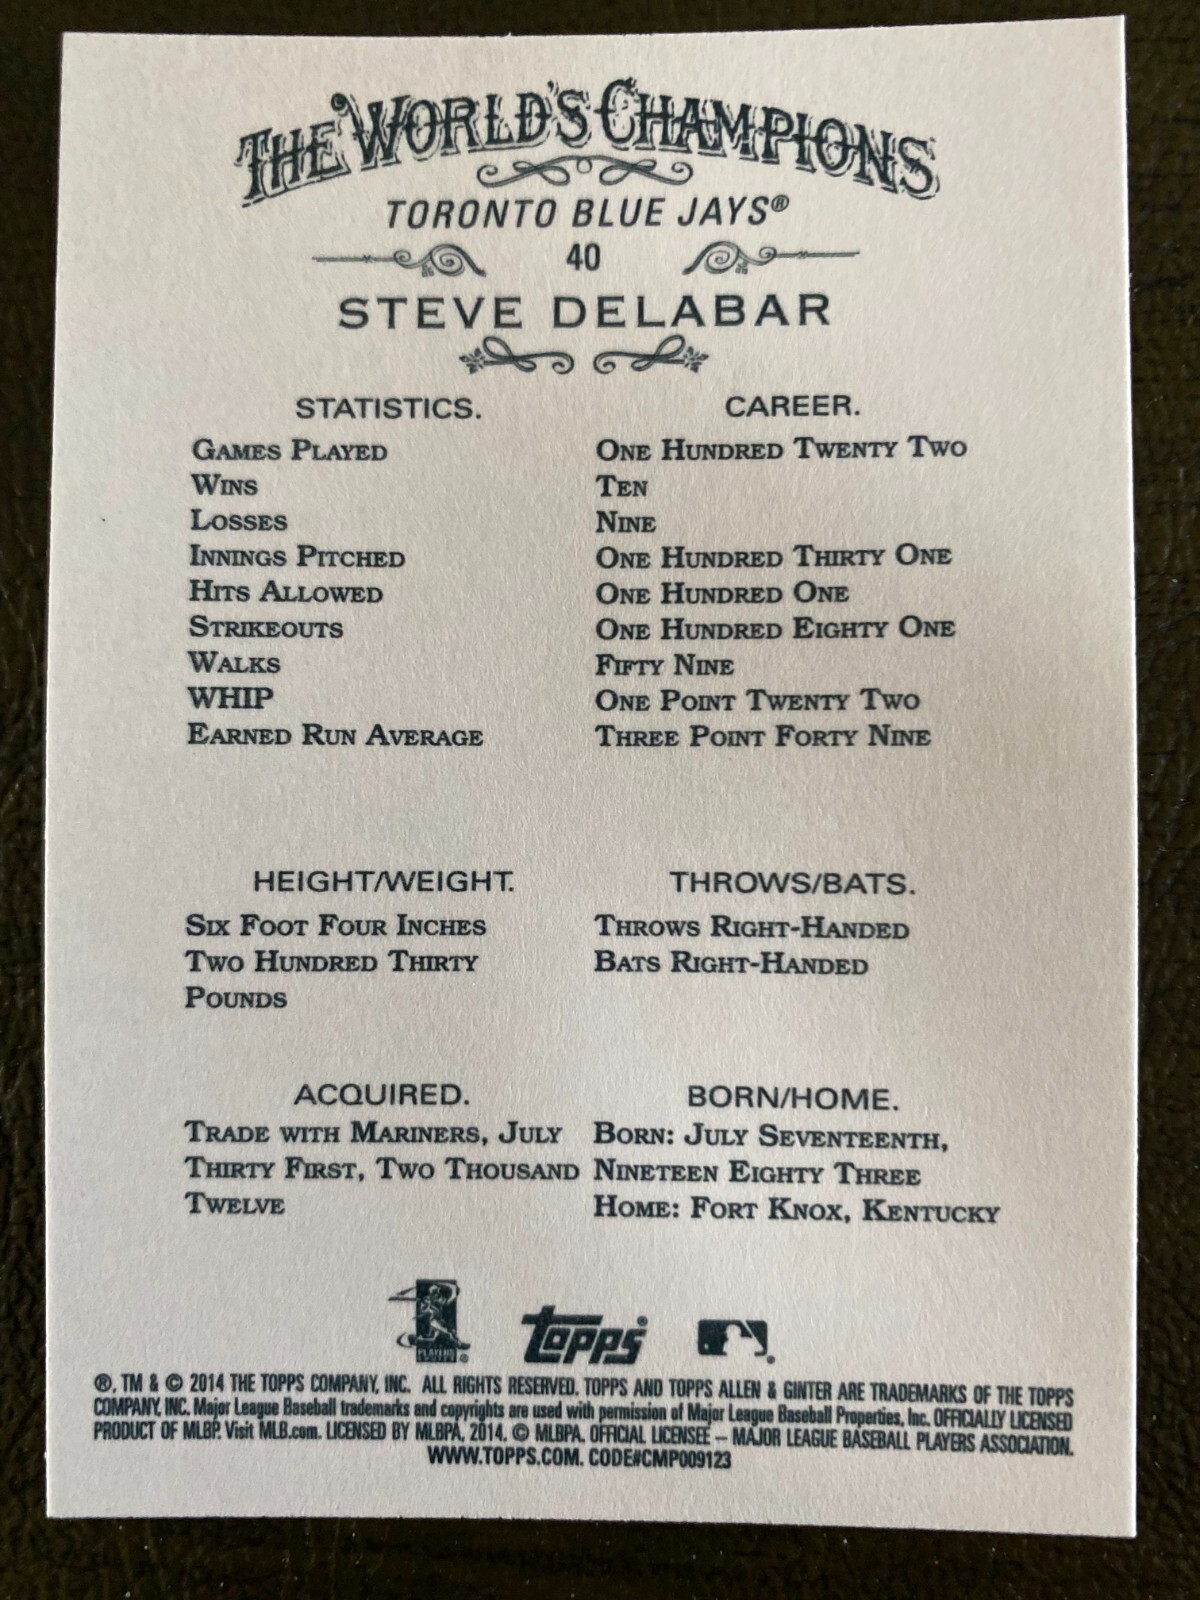 THE WORLD'S CHAMPIONS
TORONTO BLUE JAYS®
40
STEVE DELABAR
STATISTICS. CAREER.
GAMES PLAYED ONE HUNDRED TWENTY TWO
WINS TEN
LOSSES NINE
INNINGS PITCHED ONE HUNDRED THIRTY ONE
HITS ALLOWED ONE HUNDRED ONE
STRIKEOUTS ONE HUNDRED EIGHTY ONE
WALKS FIFTY NINE
WHIP ONE POINT TWENTY TWO
EARNED RUN AVERAGE THREE POINT FORTY NINE
HEIGHT/WEIGHT.
SIX FOOT FOUR INCHES
TWO HUNDRED THIRTY
POUNDS
THROWS/BATS.
THROWS RIGHT-HANDED
BATS RIGHT-HANDED
ACQUIRED.
TRADE WITH MARINERS, JULY
THIRTY FIRST, TWO THOUSAND
TWELVE
BORN/HOME.
BORN: JULY SEVENTEENTH,
NINETEEN EIGHTY THREE
HOME: FORT KNOX, KENTUCKY
PLAYERS
topps®
®, TM & © 2014 THE TOPPS COMPANY, INC. ALL RIGHTS RESERVED. TOPPS AND TOPPS ALLEN & GINTER ARE TRADEMARKS OF THE TOPPS
COMPANY, INC. Major League Baseball trademarks and copyrights are used with permission of Major League Baseball Properties, Inc. OFFICIALLY LICENSED
PRODUCT OF MLBP. Visit MLB.com. LICENSED BY MLBPA, 2014. © MLBPA. OFFICIAL LICENSEE – MAJOR LEAGUE BASEBALL PLAYERS ASSOCIATION.
WWW.TOPPS.COM. CODE#CMP009123